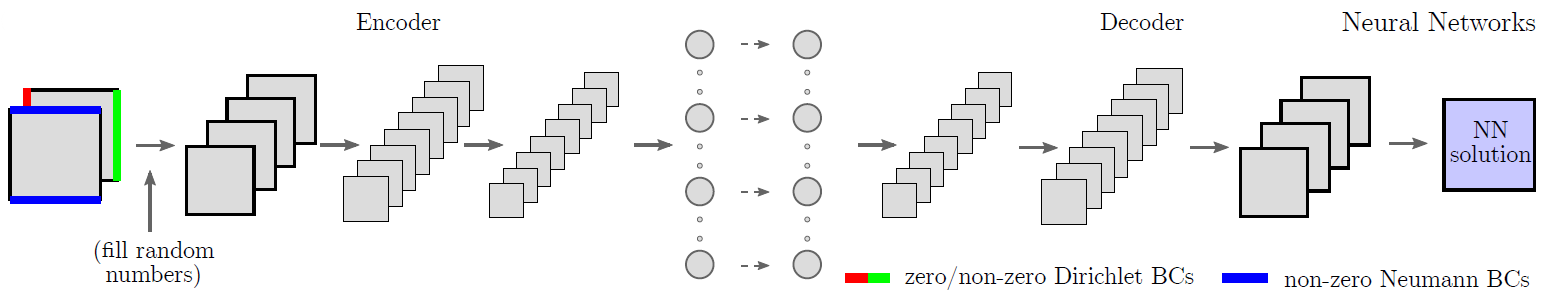 Encoder
Decoder
Neural Networks
NN
solution
(fill random
numbers)
zero/non-zero Dirichlet BCs
non-zero Neumann BCs